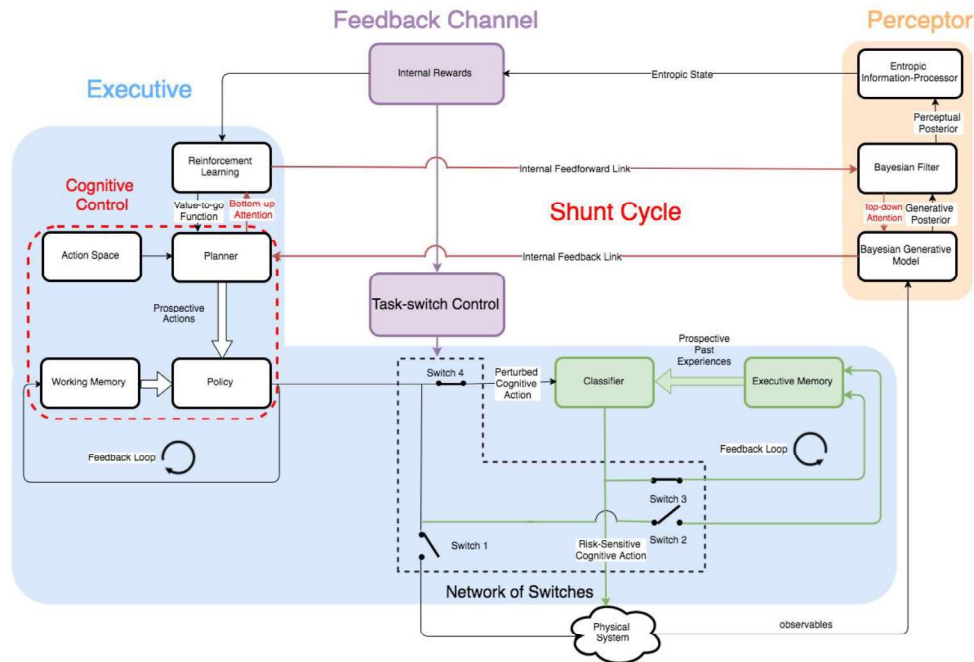 Feedback Channel
Perceptor
Executive
Internal Rewards
Entropic State
Entropic
Information-Processor
Perceptual
Posterior
Reinforcement
Learning
Internal Feedforward Link
Bayesian Filter
Cognitive
Control
Value-to-go
Function
Bottom-up
Attention
Shunt Cycle
Top-down
Attention
Generative
Posterior
Action Space
Planner
Internal Feedback Link
Bayesian Generative
Model
Prospective
Actions
Task-switch Control
Working Memory
Policy
Switch 4
Perturbed
Cognitive
Action
Classifier
Prospective
Past
Experiences
Executive Memory
Feedback Loop
Feedback Loop
Switch 3
Switch 1
Risk-Sensitive
Cognitive Action
Switch 2
Network of Switches
Physical
System
observables